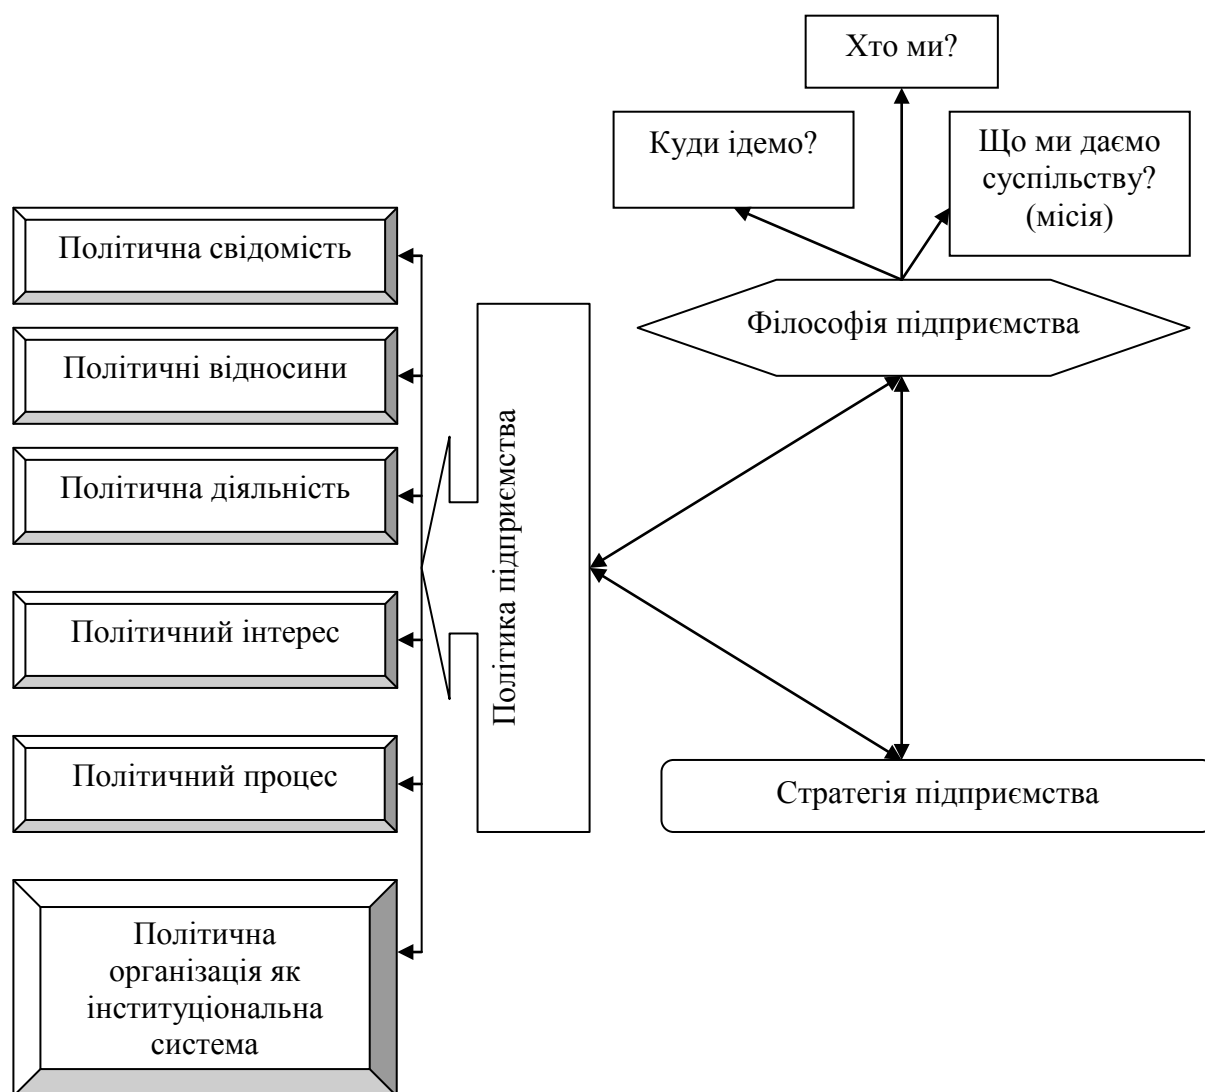 Хто ми?
Куди ідемо?
Що ми даємо
суспільству?
(місія)
Філософія підприємства
Політична свідомість
Політичні відносини
Політична діяльність
Політичний інтерес
Політичний процес
Політична
організація як
інституціональна
система
Політика підприємства
Стратегія підприємства